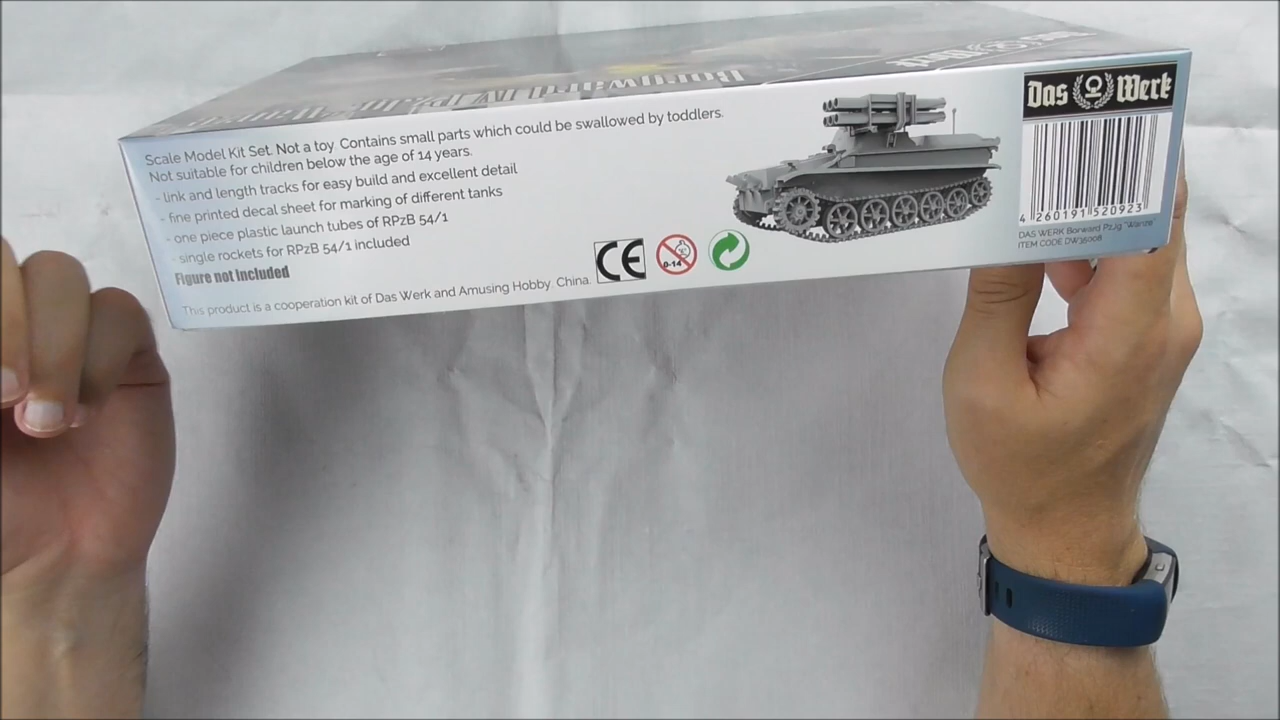 Scale Model Kit Set. Not a toy. Contains small parts which could be swallowed by toddlers.
Not suitable for children below the age of 14 years.
- link and length tracks for easy build and excellent detail
- fine printed decal sheet for marking of different tanks
- one piece plastic launch tubes of RPzB 54/1
- single rockets for RPzB 54/1 included
Figure not included
This product is a cooperation kit of Das Werk and Amusing Hobby, China.
CE
0-14
Das Werk
4 260191 520923
DAS WERK Borward PzJg "Wanze"
ITEM CODE DW35008
Das Werk